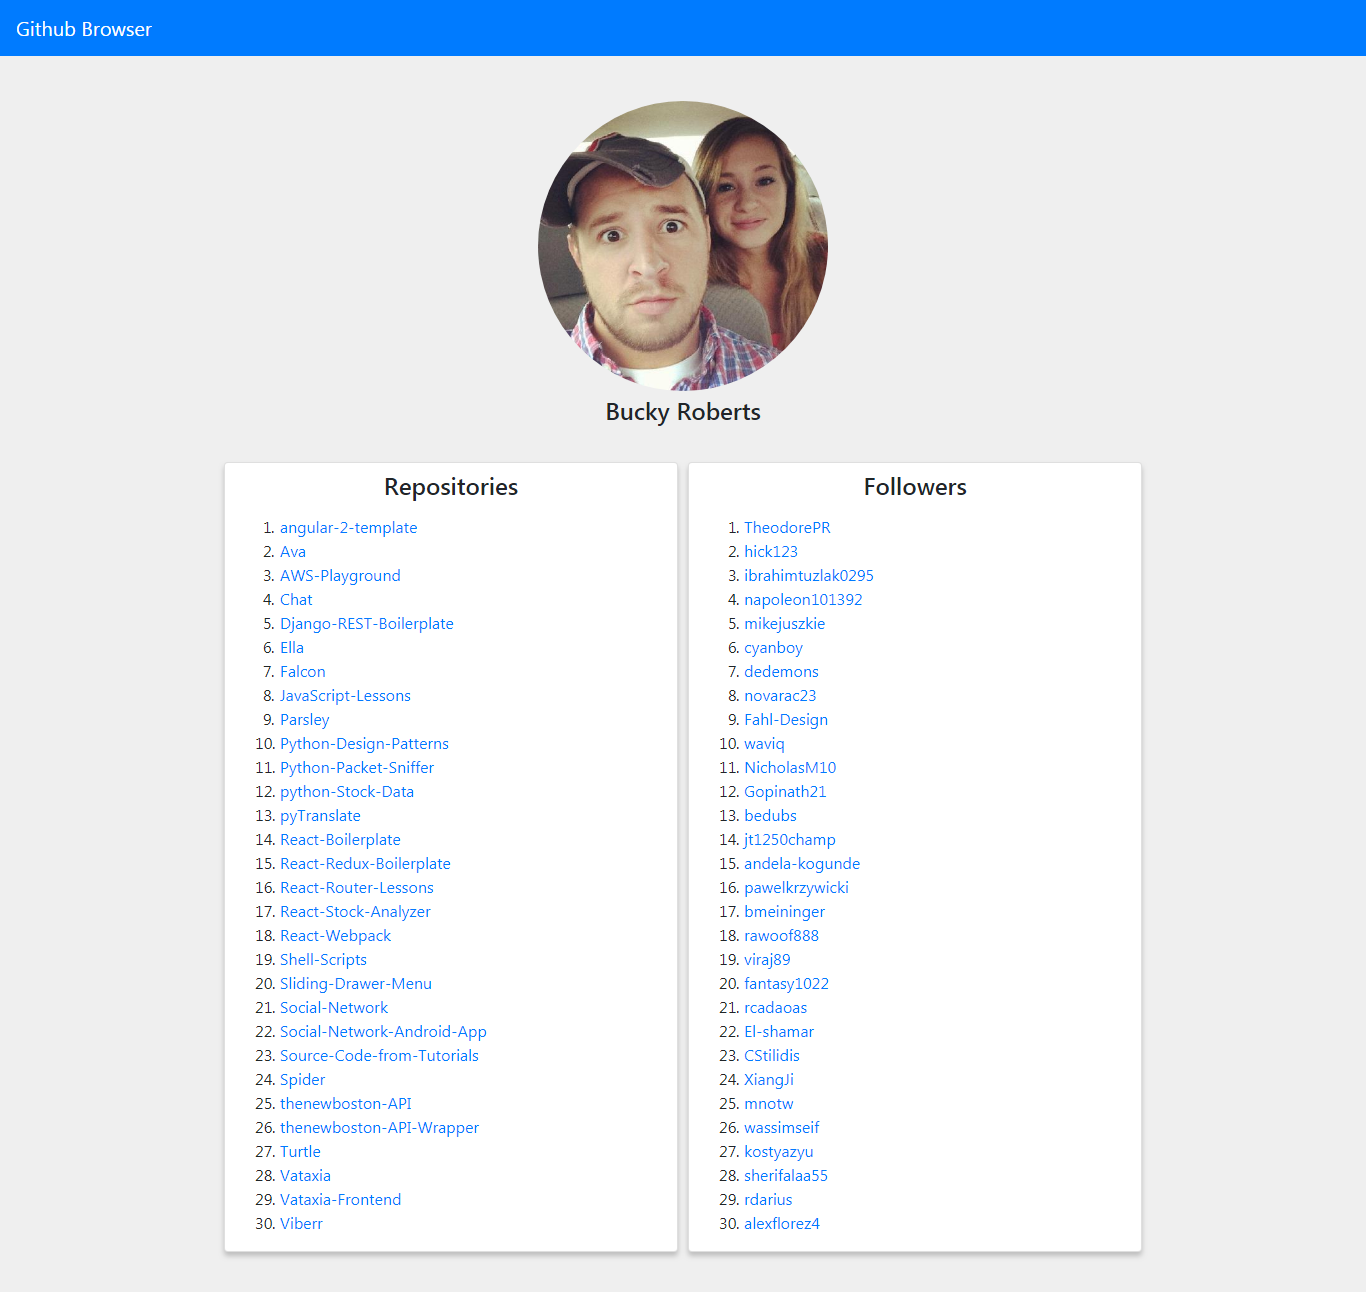 Github Browser
Bucky Roberts
Repositories
1. angular-2-template
2. Ava
3. AWS-Playground
4. Chat
5. Django-REST-Boilerplate
6. Ella
7. Falcon
8. JavaScript-Lessons
9. Parsley
10. Python-Design-Patterns
11. Python-Packet-Sniffer
12. python-Stock-Data
13. pyTranslate
14. React-Boilerplate
15. React-Redux-Boilerplate
16. React-Router-Lessons
17. React-Stock-Analyzer
18. React-Webpack
19. Shell-Scripts
20. Sliding-Drawer-Menu
21. Social-Network
22. Social-Network-Android-App
23. Source-Code-from-Tutorials
24. Spider
25. thenewboston-API
26. thenewboston-API-Wrapper
27. Turtle
28. Vataxia
29. Vataxia-Frontend
30. Viberr
Followers
1. TheodorePR
2. hick123
3. ibrahimtuzlak0295
4. napoleon101392
5. mikejuszkie
6. cyanboy
7. dedemons
8. novarac23
9. Fahl-Design
10. waviq
11. NicholasM10
12. Gopinath21
13. bedubs
14. jt1250champ
15. andela-kogunde
16. pawelkrzywicki
17. bmeininger
18. rawoof888
19. viraj89
20. fantasy1022
21. rcadaoas
22. El-shamar
23. CStilidis
24. XiangJi
25. mnotw
26. wassimseif
27. kostyazyu
28. sherifalaa55
29. rdarius
30. alexflorez4